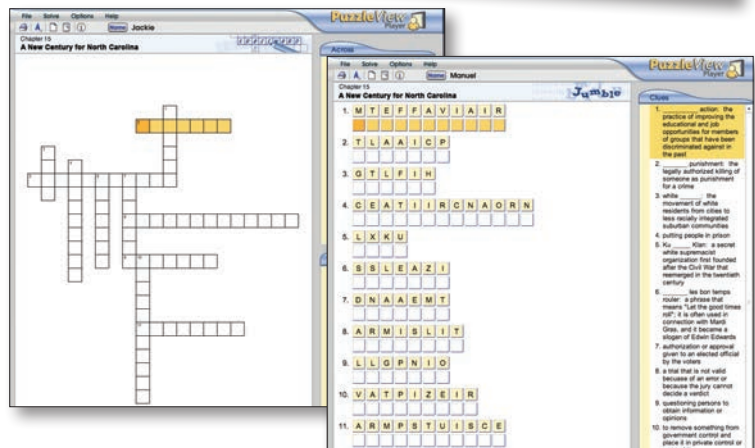 File Solve Options Help
Name Jackie
Chapter 15
A New Century for North Carolina
PuzzleView
Player
Across
File Solve Options Help
Name Manuel
Chapter 15
A New Century for North Carolina
Jumble
PuzzleView
Player
Clues
1. M T E F F A V I A I R
2. T L A A I C P
3. G T L F I H
4. C E A T I I R C N A O R N
5. L X K U
6. S S L E A Z I
7. D N A A E M T
8. A R M I S L I T
9. L L G P N I O
10. V A T P I Z E I R
11. A R M P S T U I S C E
1. ________ action: the
practice of improving the
educational and job
opportunities for members
of groups that have been
discriminated against in
the past
2. ________ punishment: the
legally authorized killing of
someone as punishment
for a crime
3. white ______: the
movement of white
residents from cities to
less racially integrated
suburban communities
4. putting people in prison
5. Ku _____ Klan: a secret
white supremacist
organization first founded
after the Civil War that
reemerged in the twentieth
century
6. ________ les bon temps
rouler: a phrase that
means "Let the good times
roll"; it is often used in
connection with Mardi
Gras, and it became a
slogan of Edwin Edwards
7. authorization or approval
given to an elected official
by the voters
8. a trial that is not valid
because of an error or
because the jury cannot
decide a verdict
9. questioning persons to
obtain information or
opinions
10. to remove something from
government control and
place it in private control or